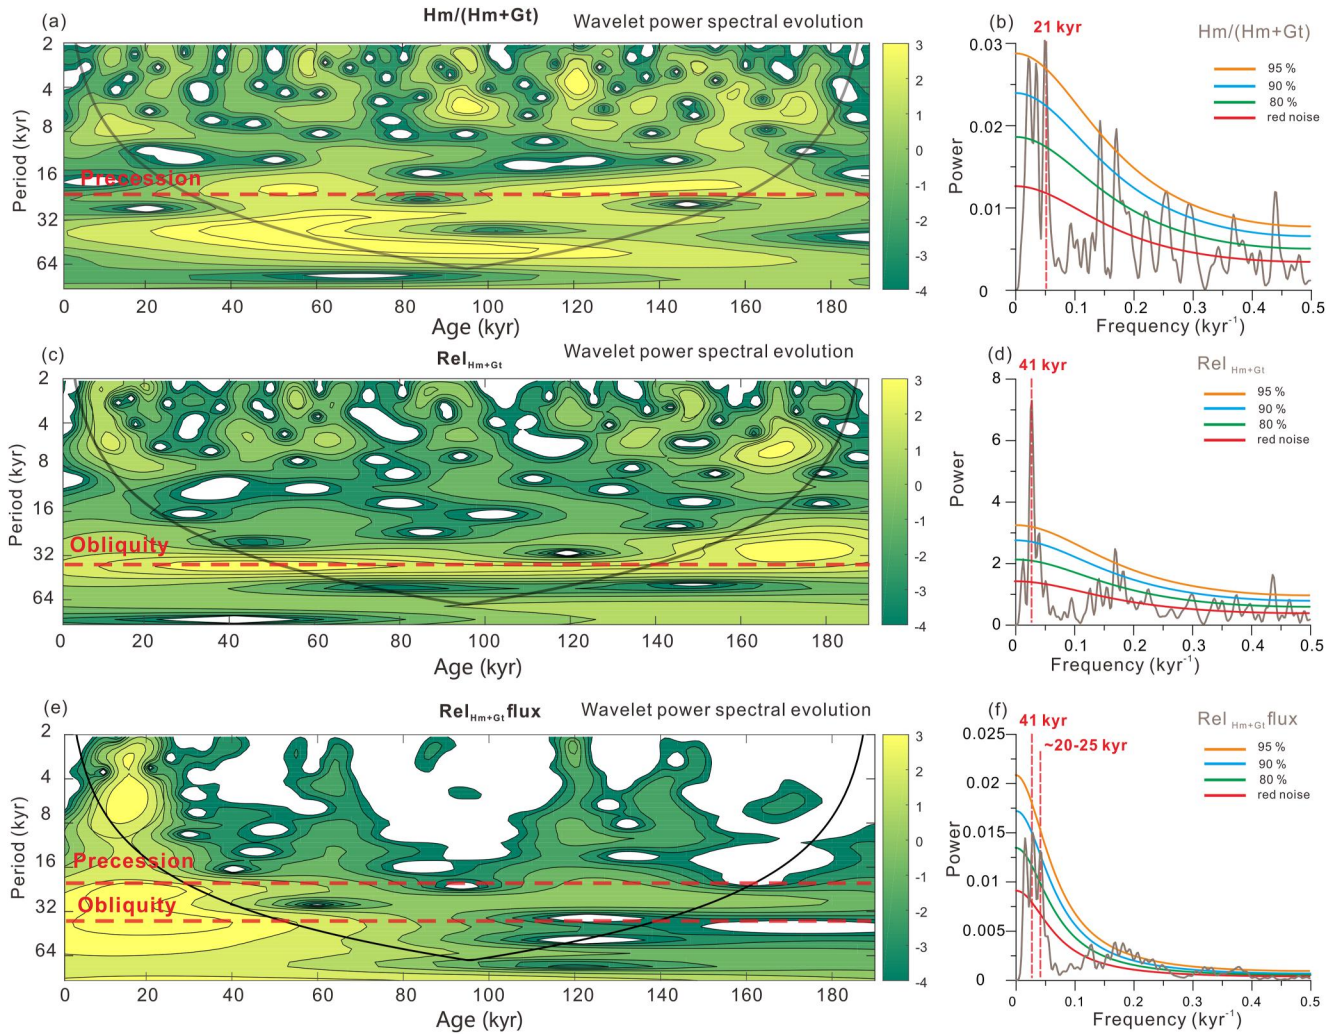 (a) Hm/(Hm+Gt) Wavelet power spectral evolution
Period (kyr)
2
4
8
16
32
64
Precession
0 20 40 60 80 100 120 140 160 180
Age (kyr)
3
2
1
0
-1
-2
-3
-4
(b) 21 kyr Hm/(Hm+Gt)
95 %
90 %
80 %
red noise
Power
0.03
0.02
0.01
0
0 0.1 0.2 0.3 0.4 0.5
Frequency (kyr-1)
(c) RelHm+Gt Wavelet power spectral evolution
Period (kyr)
2
4
8
16
32
64
Obliquity
0 20 40 60 80 100 120 140 160 180
Age (kyr)
3
2
1
0
-1
-2
-3
-4
(d) 41 kyr Rel Hm+Gt
95 %
90 %
80 %
red noise
Power
8
6
4
2
0
0 0.1 0.2 0.3 0.4 0.5
Frequency (kyr-1)
(e) RelHm+Gt flux Wavelet power spectral evolution
Period (kyr)
2
4
8
16
32
64
Precession
Obliquity
0 20 40 60 80 100 120 140 160 180
Age (kyr)
3
2
1
0
-1
-2
-3
-4
(f) 41 kyr Rel Hm+Gt flux
~20-25 kyr
95 %
90 %
80 %
red noise
Power
0.025
0.02
0.015
0.01
0.005
0
0 0.1 0.2 0.3 0.4 0.5
Frequency (kyr-1)